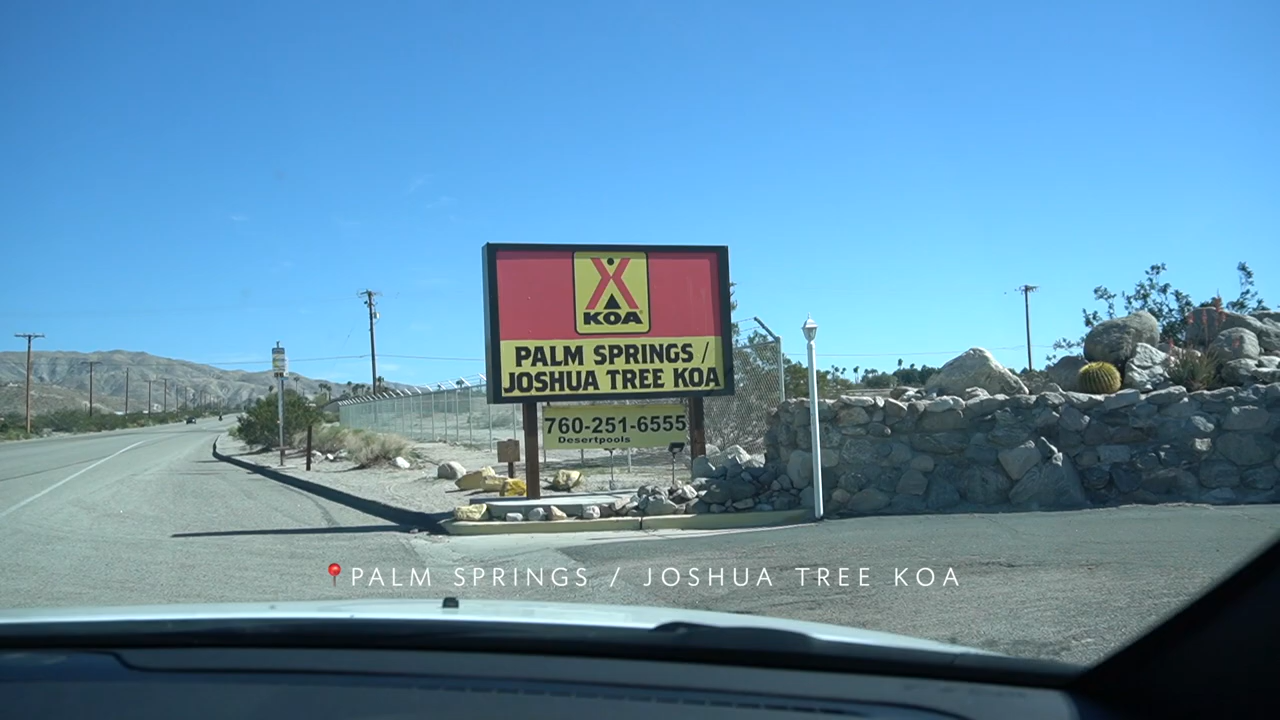 KOA
PALM SPRINGS /
JOSHUA TREE KOA
760-251-6555
Desertpools
PALM SPRINGS / JOSHUA TREE KOA